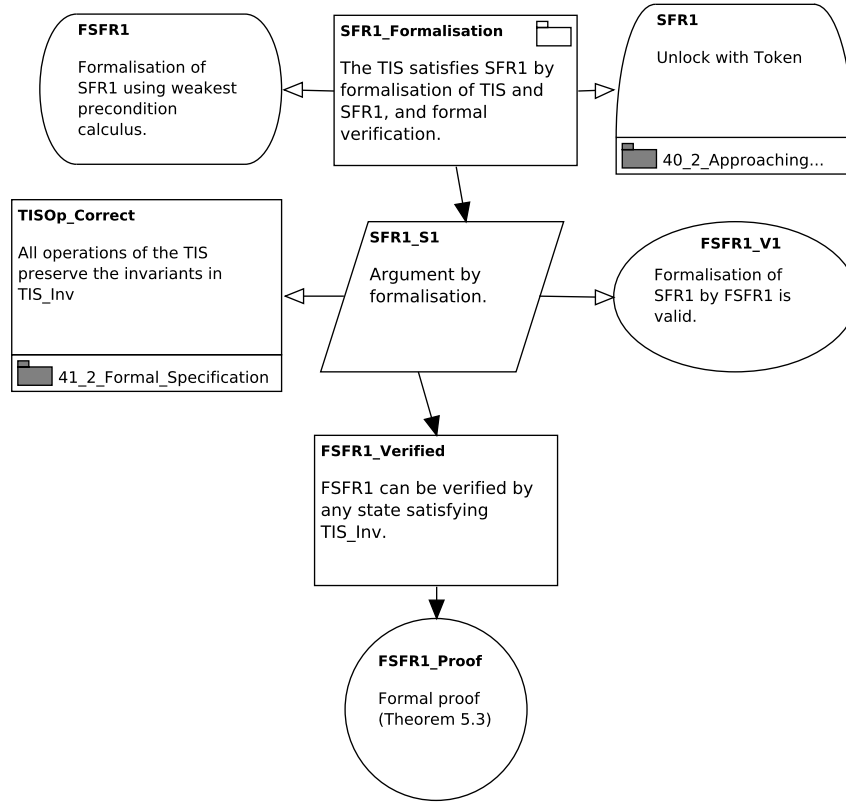 FSFR1
Formalisation of
SFR1 using weakest
precondition
calculus.
SFR1_Formalisation
The TIS satisfies SFR1 by
formalisation of TIS and
SFR1, and formal
verification.
SFR1
Unlock with Token
40_2_Approaching...
TISOp_Correct
All operations of the TIS
preserve the invariants in
TIS_Inv
41_2_Formal_Specification
SFR1_S1
Argument by
formalisation.
FSFR1_V1
Formalisation of
SFR1 by FSFR1 is
valid.
FSFR1_Verified
FSFR1 can be verified by
any state satisfying
TIS_Inv.
FSFR1_Proof
Formal proof
(Theorem 5.3)